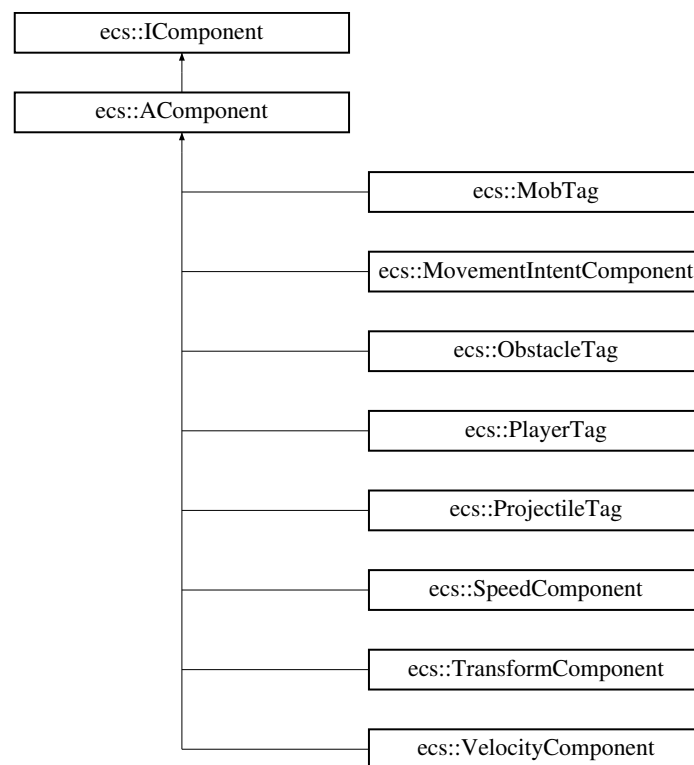 ecs::IComponent
ecs::AComponent
ecs::MobTag
ecs::MovementIntentComponent
ecs::ObstacleTag
ecs::PlayerTag
ecs::ProjectileTag
ecs::SpeedComponent
ecs::TransformComponent
ecs::VelocityComponent